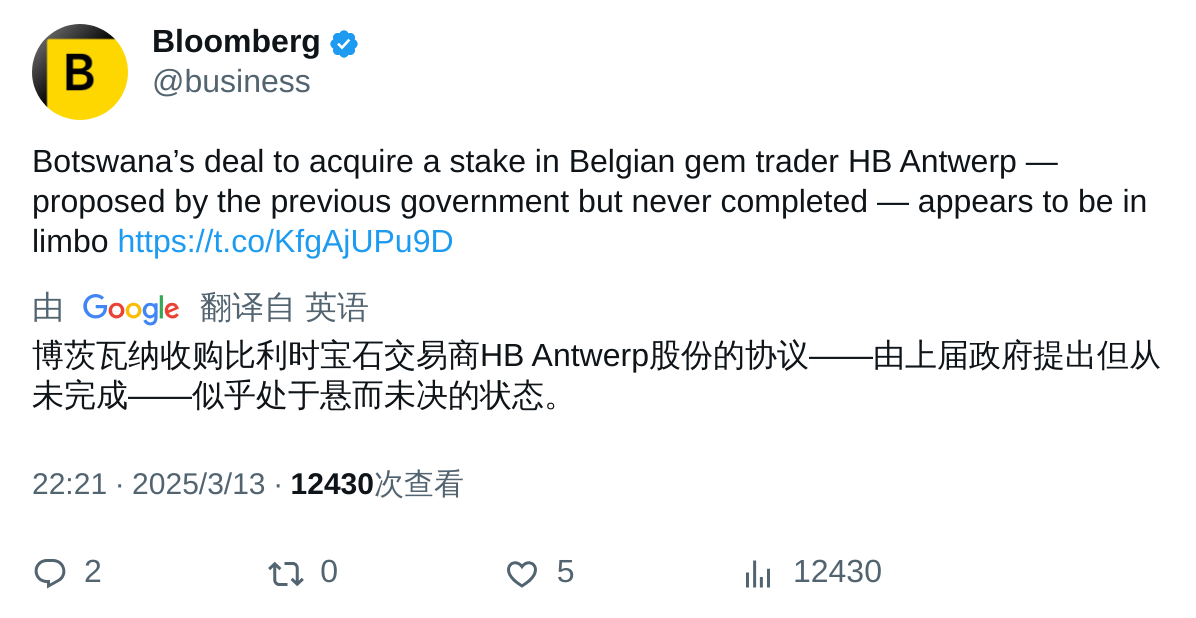 B
Bloomberg
@business
Botswana’s deal to acquire a stake in Belgian gem trader HB Antwerp —
proposed by the previous government but never completed — appears to be in
limbo https://t.co/KfgAjUPu9D
由 Google 翻译自 英语
博茨瓦纳收购比利时宝石交易商HB Antwerp股份的协议——由上届政府提出但从
未完成——似乎处于悬而未决的状态。
22:21 · 2025/3/13 · 12430次查看
2 0 5 12430